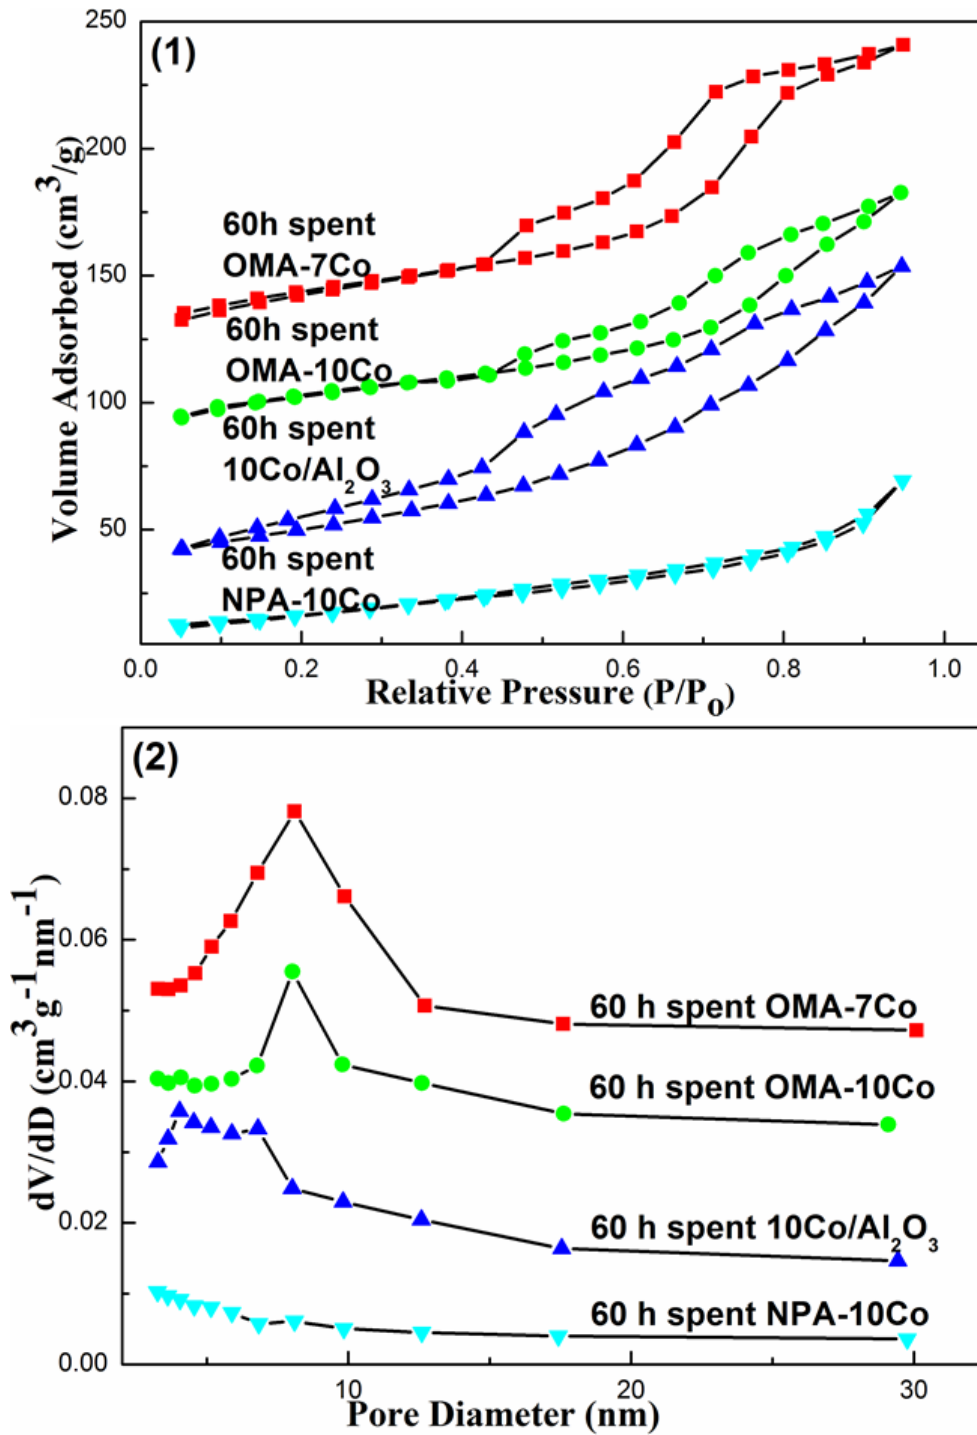 (1)
250
200
150
100
50
Volume Adsorbed (cm³/g)
60h spent
OMA-7Co
60h spent
OMA-10Co
60h spent
10Co/Al₂O₃
60h spent
NPA-10Co
0.0 0.2 0.4 0.6 0.8 1.0
Relative Pressure (P/P₀)
(2)
0.08
0.06
0.04
0.02
0.00
dV/dD (cm³g⁻¹nm⁻¹)
60 h spent OMA-7Co
60 h spent OMA-10Co
60 h spent 10Co/Al₂O₃
60 h spent NPA-10Co
10 20 30
Pore Diameter (nm)